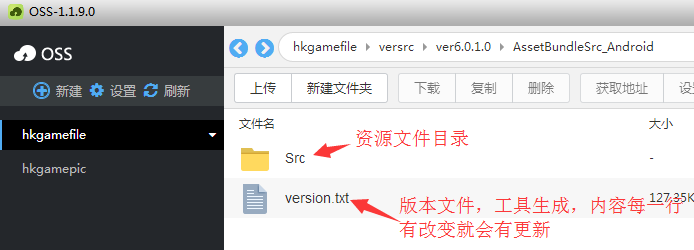 OSS-1.1.9.0
OSS
新建 设置 刷新
hkgamefile
hkgamepic
hkgamefile versrc ver6.0.1.0 AssetBundleSrc_Android
上传 新建文件夹 下载 复制 删除 获取地址
文件名 大小
Src -
资源文件目录
version.txt 127.35K
版本文件，工具生成，内容每一行
有改变就会有更新